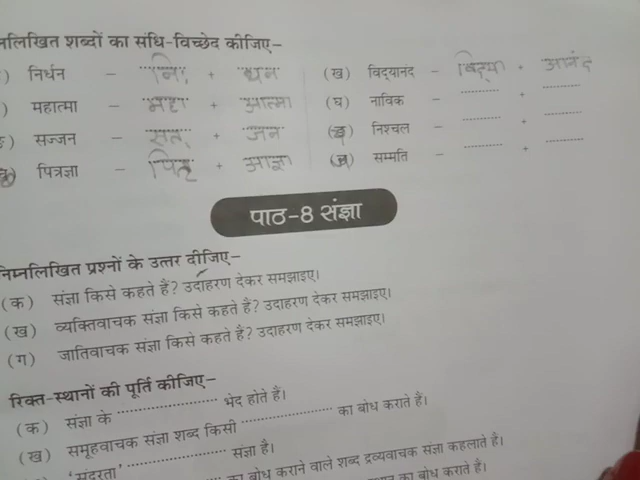 निम्नलिखित शब्दों का संधि-विच्छेद कीजिए–
) निर्धन – निः + धन (ख) विद्यानंद – विद्या + आनंद
) महात्मा – महा + आत्मा (घ) नाविक – ............ + ............
) सज्जन – सत् + जन (ङ) निश्चल – ............ + ............
पित्रज्ञा – पितृ + आज्ञा (ज) सम्मति – ............ + ............
पाठ-8 संज्ञा
निम्नलिखित प्रश्नों के उत्तर दीजिए–
(क) संज्ञा किसे कहते हैं? उदाहरण देकर समझाइए।
(ख) व्यक्तिवाचक संज्ञा किसे कहते हैं? उदाहरण देकर समझाइए।
(ग) जातिवाचक संज्ञा किसे कहते हैं? उदाहरण देकर समझाइए।
रिक्त-स्थानों की पूर्ति कीजिए–
(क) संज्ञा के .................... भेद होते हैं।
(ख) समूहवाचक संज्ञा शब्द किसी .................... का बोध कराते हैं।
'सुंदरता' .................... संज्ञा है।
का बोध कराने वाले शब्द द्रव्यवाचक संज्ञा कहलाते हैं।
का बोध कराते हैं।